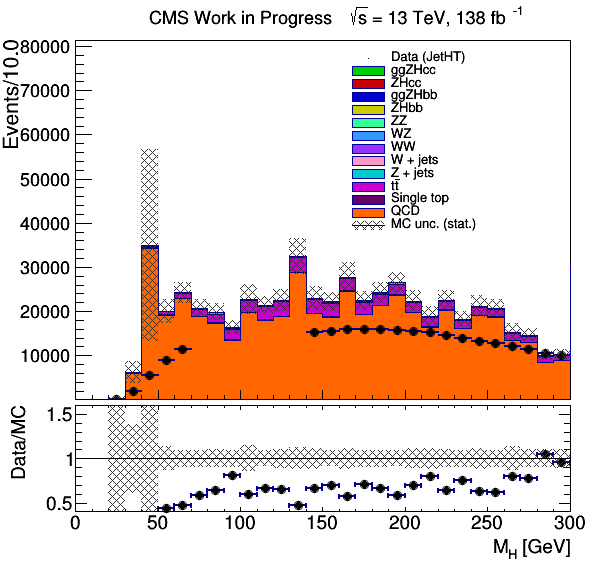 CMS Work in Progress √s = 13 TeV, 138 fb -1
Events/10.0
80000
70000
60000
50000
40000
30000
20000
10000
Data (JetHT)
ggZHcc
ZHcc
ggZHbb
ZHbb
ZZ
WZ
WW
W + jets
Z + jets
tt̄
Single top
QCD
MC unc. (stat.)
Data/MC
1.5
1
0.5
0 50 100 150 200 250 300
M_H [GeV]